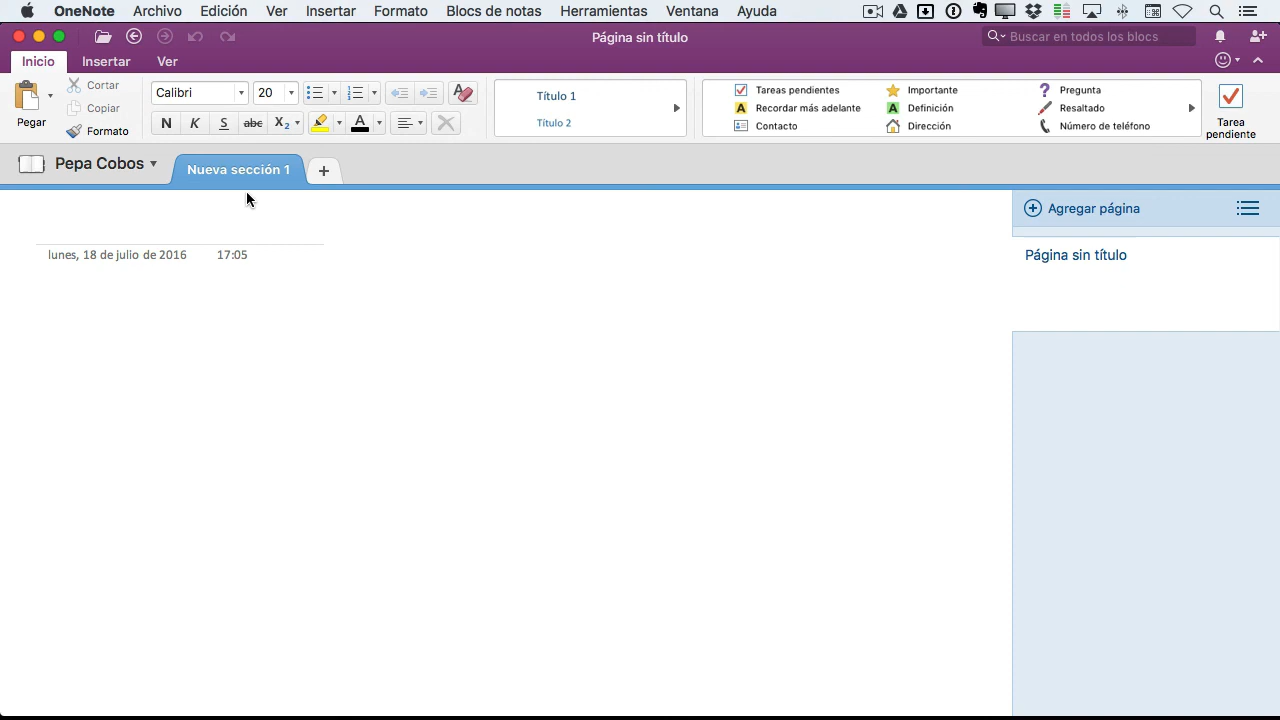 OneNote Archivo Edición Ver Insertar Formato Blocs de notas Herramientas Ventana Ayuda
Página sin título
Buscar en todos los blocs
Inicio Insertar Ver
Pegar
Cortar
Copiar
Formato
Calibri 20
N K S abc X2 A
Título 1
Título 2
Tareas pendientes Importante Pregunta
Recordar más adelante Definición Resaltado
Contacto Dirección Número de teléfono
Tarea
pendiente
Pepa Cobos Nueva sección 1 +
Agregar página
lunes, 18 de julio de 2016 17:05
Página sin título